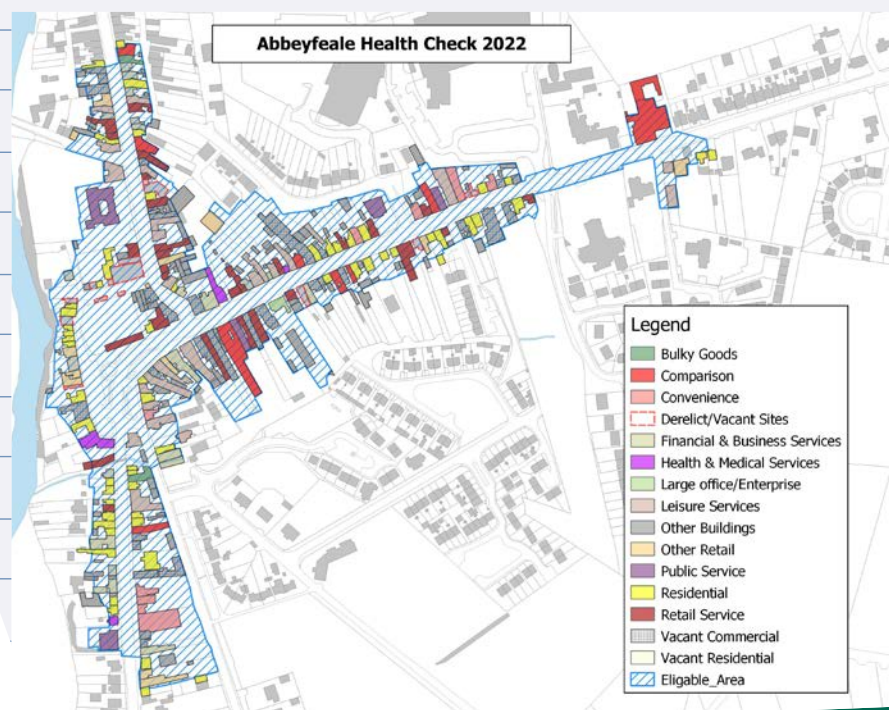 Abbeyfeale Health Check 2022
Legend
Bulky Goods
Comparison
Convenience
Derelict/Vacant Sites
Financial & Business Services
Health & Medical Services
Large office/Enterprise
Leisure Services
Other Buildings
Other Retail
Public Service
Residential
Retail Service
Vacant Commercial
Vacant Residential
Eligable_Area